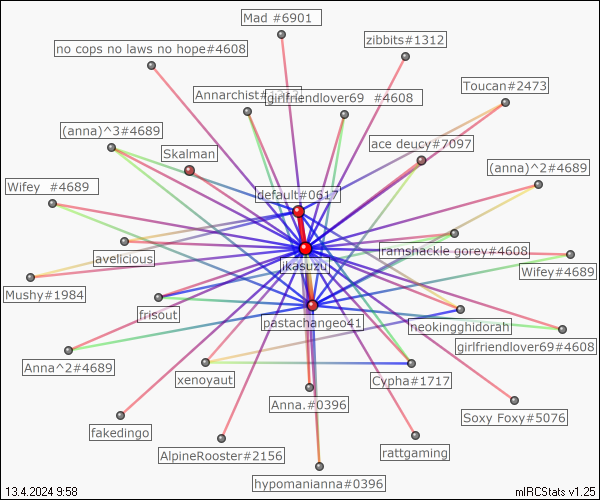 Mad #6901
no cops no laws no hope#4608
zibbits#1312
Toucan#2473
Annarchist#
girlfriendlover69 #4608
(anna)^3#4689
ace deucy#7097
Skalman
(anna)^2#4689
Wifey #4689
default#0617
avelicious
ramshackle gorey#4608
ikasuzu
Wifey#4689
Mushy#1984
frisout
pastachangeo41
neokingghidorah
girlfriendlover69#4608
Anna^2#4689
xenoyaut
Cypha#1717
Anna.#0396
Soxy Foxy#5076
fakedingo
AlpineRooster#2156
rattgaming
hypomanianna#0396
13.4.2024 9:58
mIRCStats v1.25